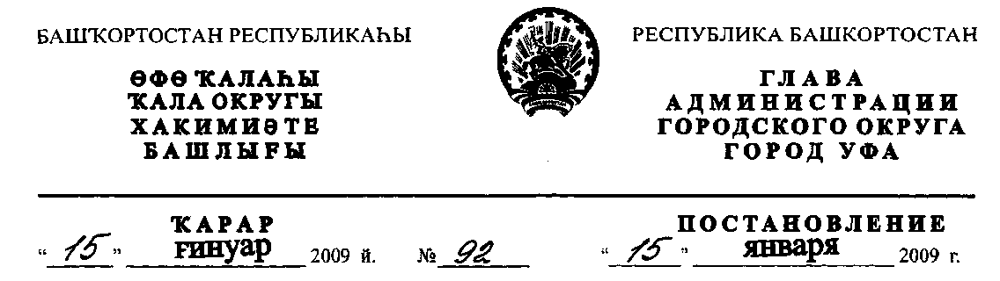 БАШҠОРТОСТАН РЕСПУБЛИКАҺЫ
ӨФӨ ҠАЛАҺЫ
ҠАЛА ОКРУГЫ
ХАКИМИӘТЕ
БАШЛЫҒЫ
РЕСПУБЛИКА БАШКОРТОСТАН
ГЛАВА
АДМИНИСТРАЦИИ
ГОРОДСКОГО ОКРУГА
ГОРОД УФА
ҠАРАР
ПОСТАНОВЛЕНИЕ
“ 15 ” ғинуар 2009 й. № 92 “ 15 ” января 2009 г.